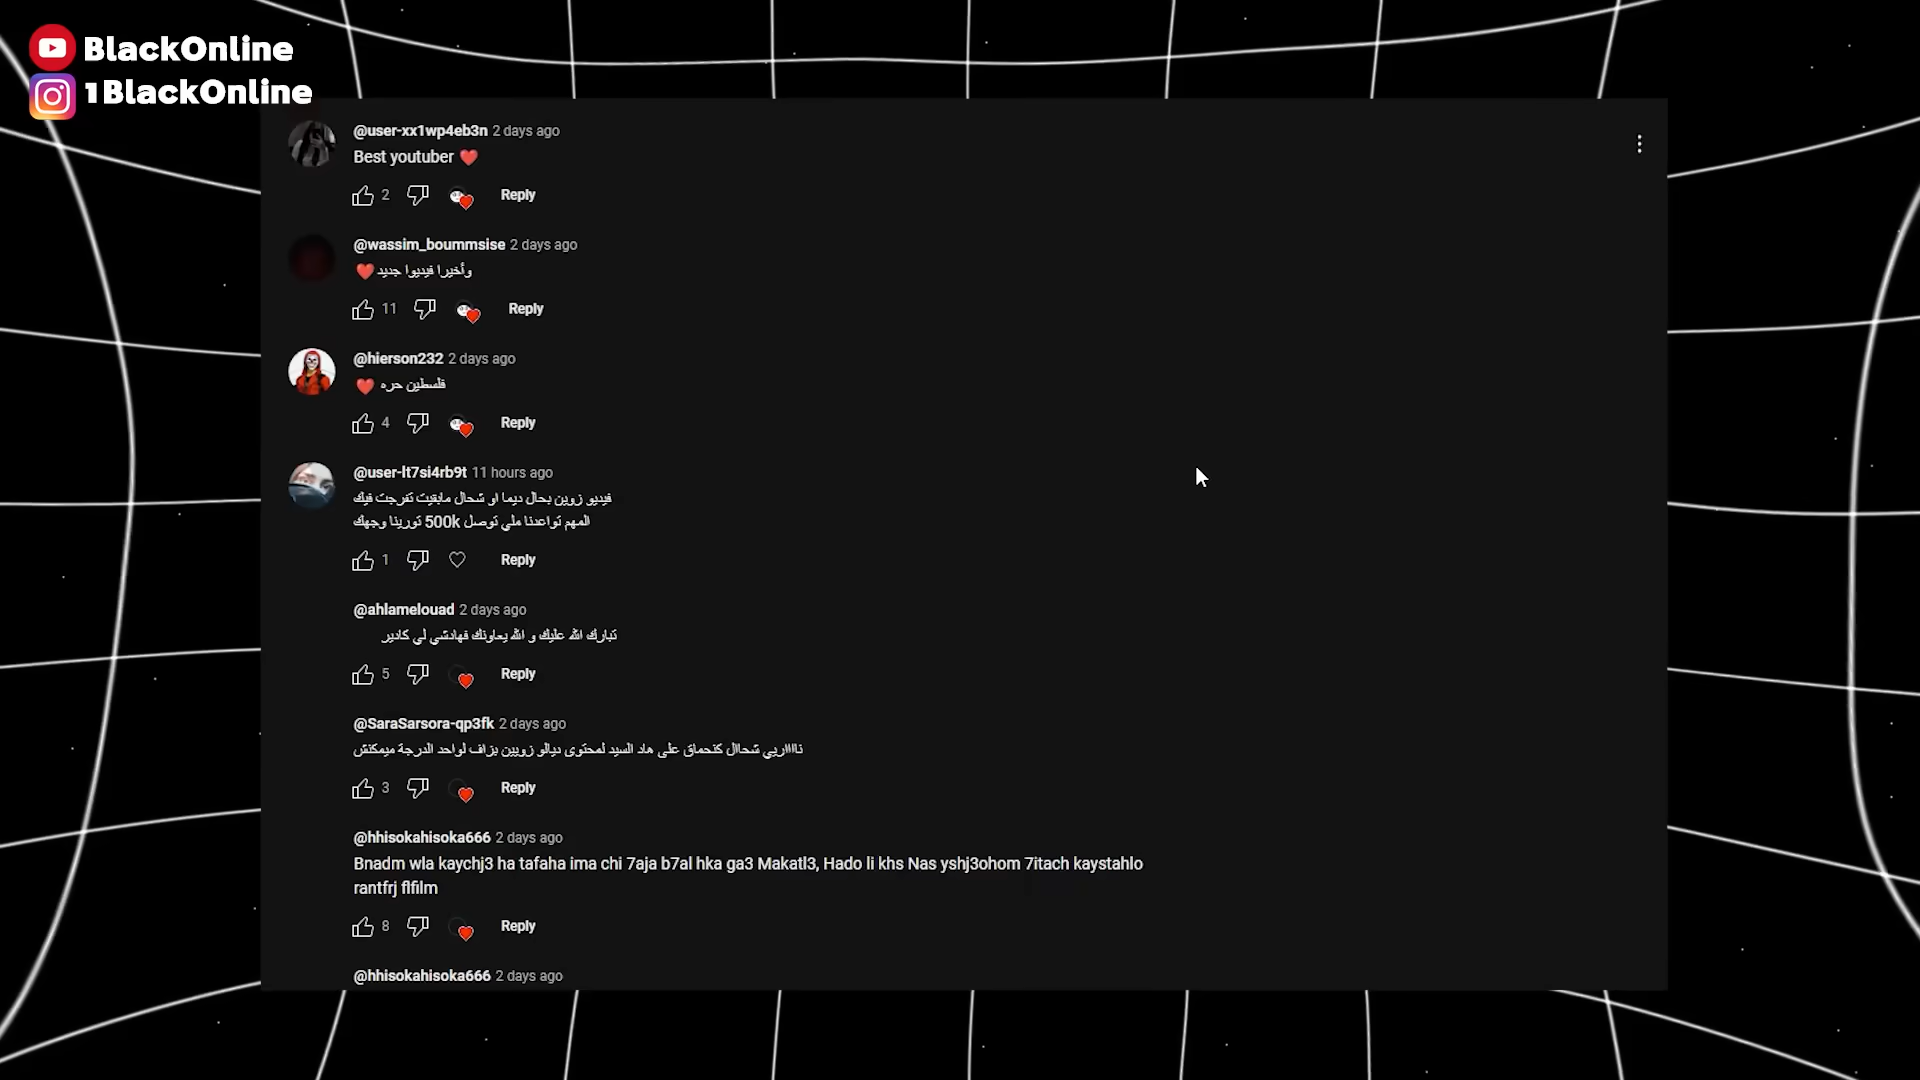 BlackOnline
1BlackOnline
@user-xx1wp4eb3n 2 days ago
Best youtuber ❤️
2 Reply
@wassim_boummsise 2 days ago
وأخيرا فيديوا جديد ❤️
11 Reply
@hierson232 2 days ago
فلسطين حره ❤️
4 Reply
@user-lt7si4rb9t 11 hours ago
فيديو زوين بحال ديما او شحال مابقيت تفرجت فيك
المهم تواعدنا ملي توصل 500k تورينا وجهك
1 Reply
@ahlamelouad 2 days ago
تبارك الله عليك و الله يعاونك فهادشي لي كادير
5 Reply
@SaraSarsora-qp3fk 2 days ago
نااااريي شحاال كنحماق على هاد السيد لمحتوى ديالو زويين بزاف لواحد الدرجة ميمكنش
3 Reply
@hhisokahisoka666 2 days ago
Bnadm wla kaychj3 ha tafaha ima chi 7aja b7al hka ga3 Makatl3, Hado li khs Nas yshj3ohom 7itach kaystahlo
rantfrj flfilm
8 Reply
@hhisokahisoka666 2 days ago